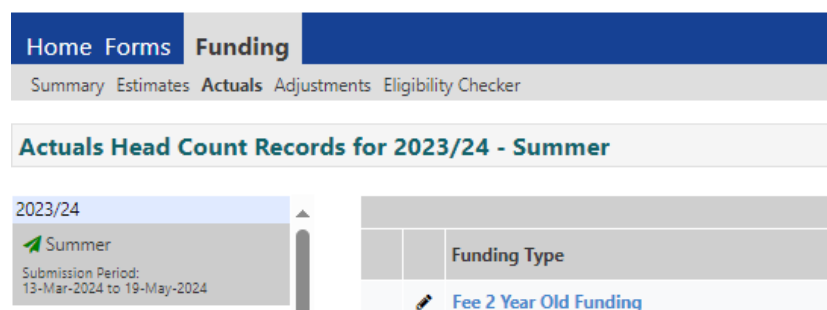 Home Forms Funding
Summary Estimates Actuals Adjustments Eligibility Checker
Actuals Head Count Records for 2023/24 - Summer
2023/24
Summer
Submission Period:
13-Mar-2024 to 19-May-2024
Funding Type
Fee 2 Year Old Funding